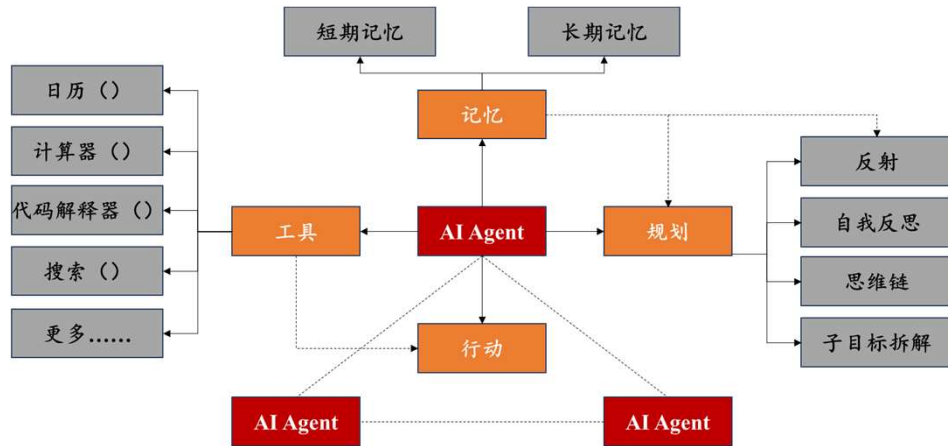 短期记忆
长期记忆
日历（）
计算器（）
代码解释器（）
搜索（）
更多……
记忆
工具
AI Agent
规划
行动
反射
自我反思
思维链
子目标拆解
AI Agent
AI Agent